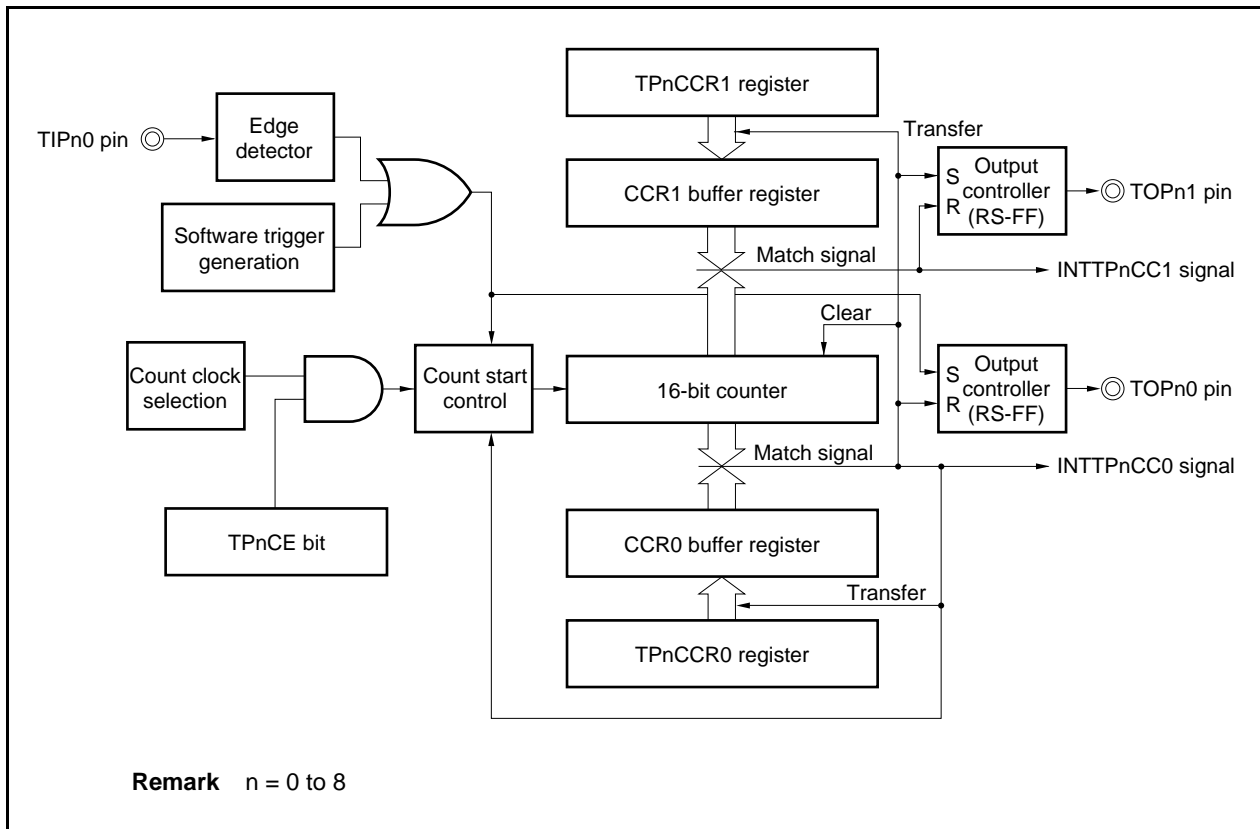 TPnCCR1 register
TIPn0 pin
Edge
detector
Transfer
CCR1 buffer register
S
R
Output
controller
(RS-FF)
TOPn1 pin
Software trigger
generation
Match signal
INTTPnCC1 signal
Clear
Count clock
selection
Count start
control
16-bit counter
S
R
Output
controller
(RS-FF)
TOPn0 pin
Match signal
INTTPnCC0 signal
TPnCE bit
CCR0 buffer register
Transfer
TPnCCR0 register
Remark n = 0 to 8